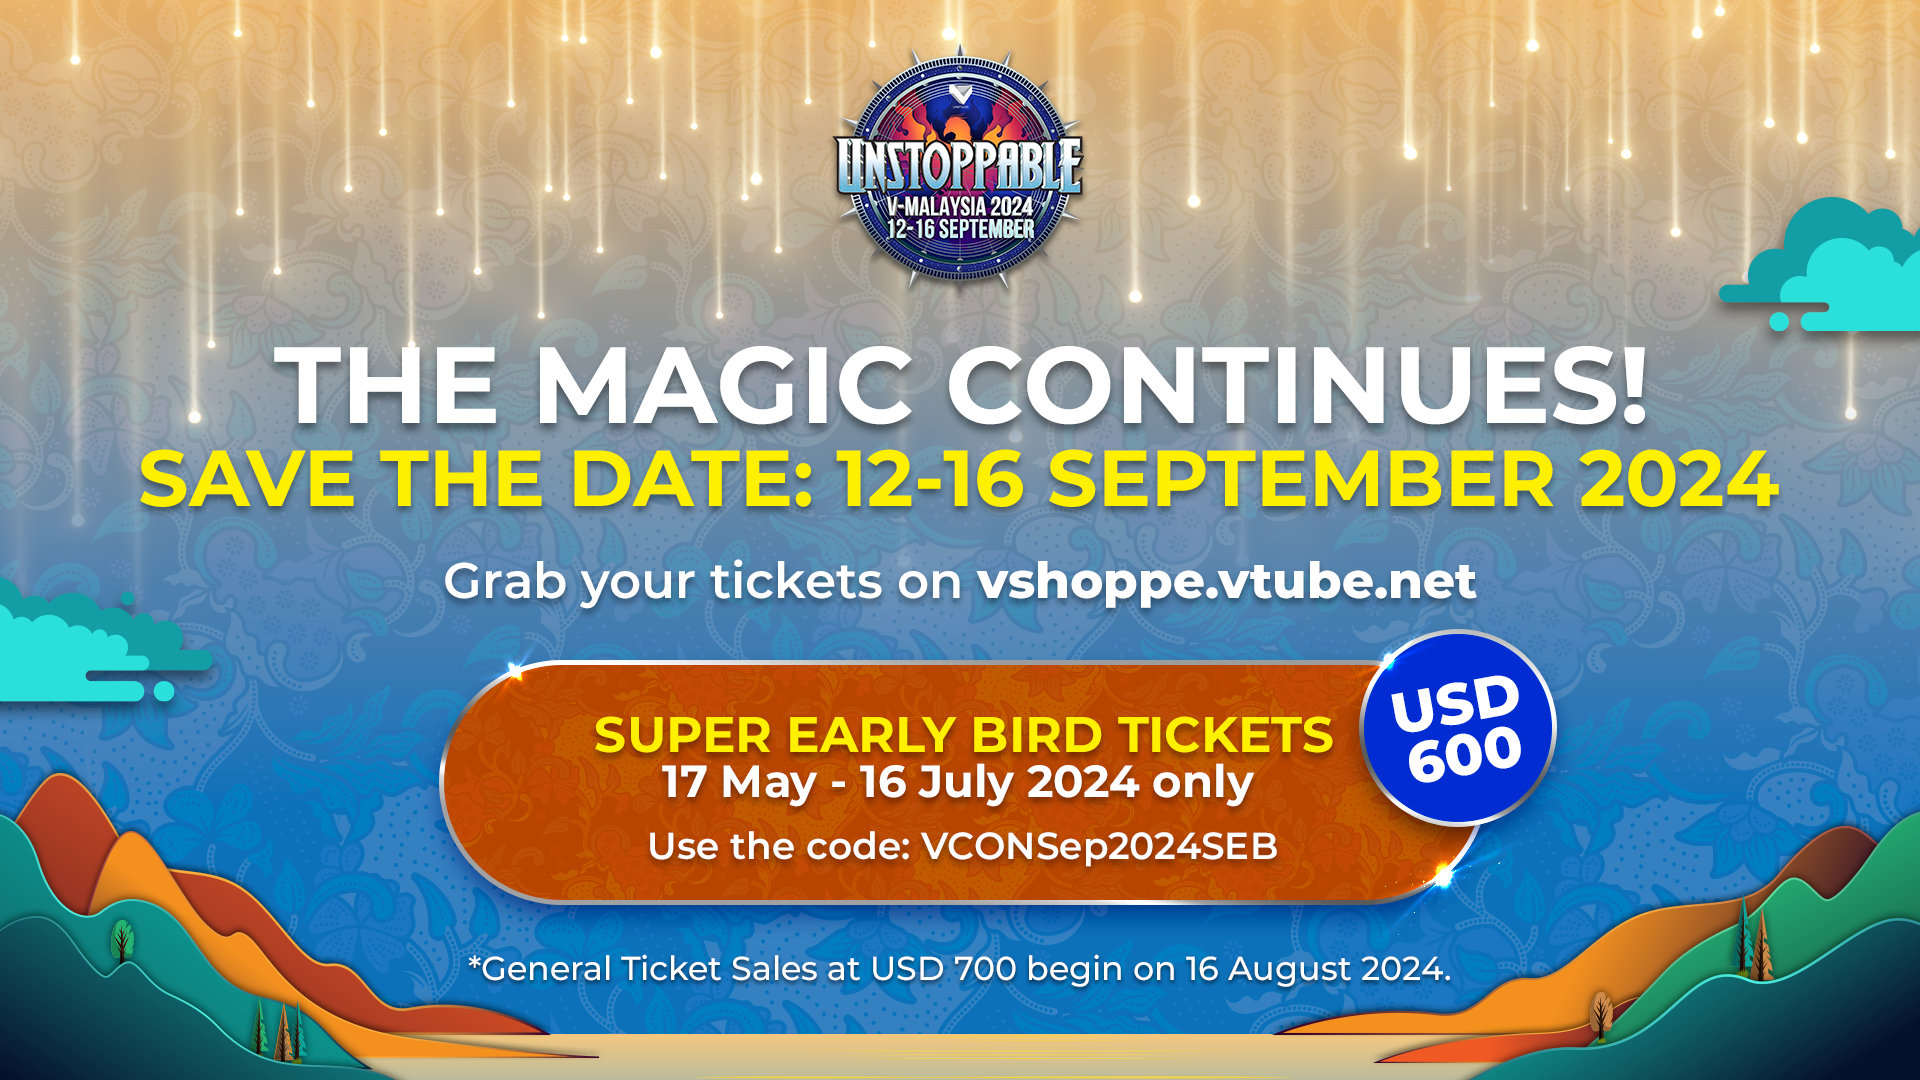 UNSTOPPABLE
V-MALAYSIA 2024
12-16 SEPTEMBER
THE MAGIC CONTINUES!
SAVE THE DATE: 12-16 SEPTEMBER 2024
Grab your tickets on vshoppe.vtube.net
SUPER EARLY BIRD TICKETS
17 May - 16 July 2024 only
Use the code: VCONSep2024SEB
USD
600
*General Ticket Sales at USD 700 begin on 16 August 2024.